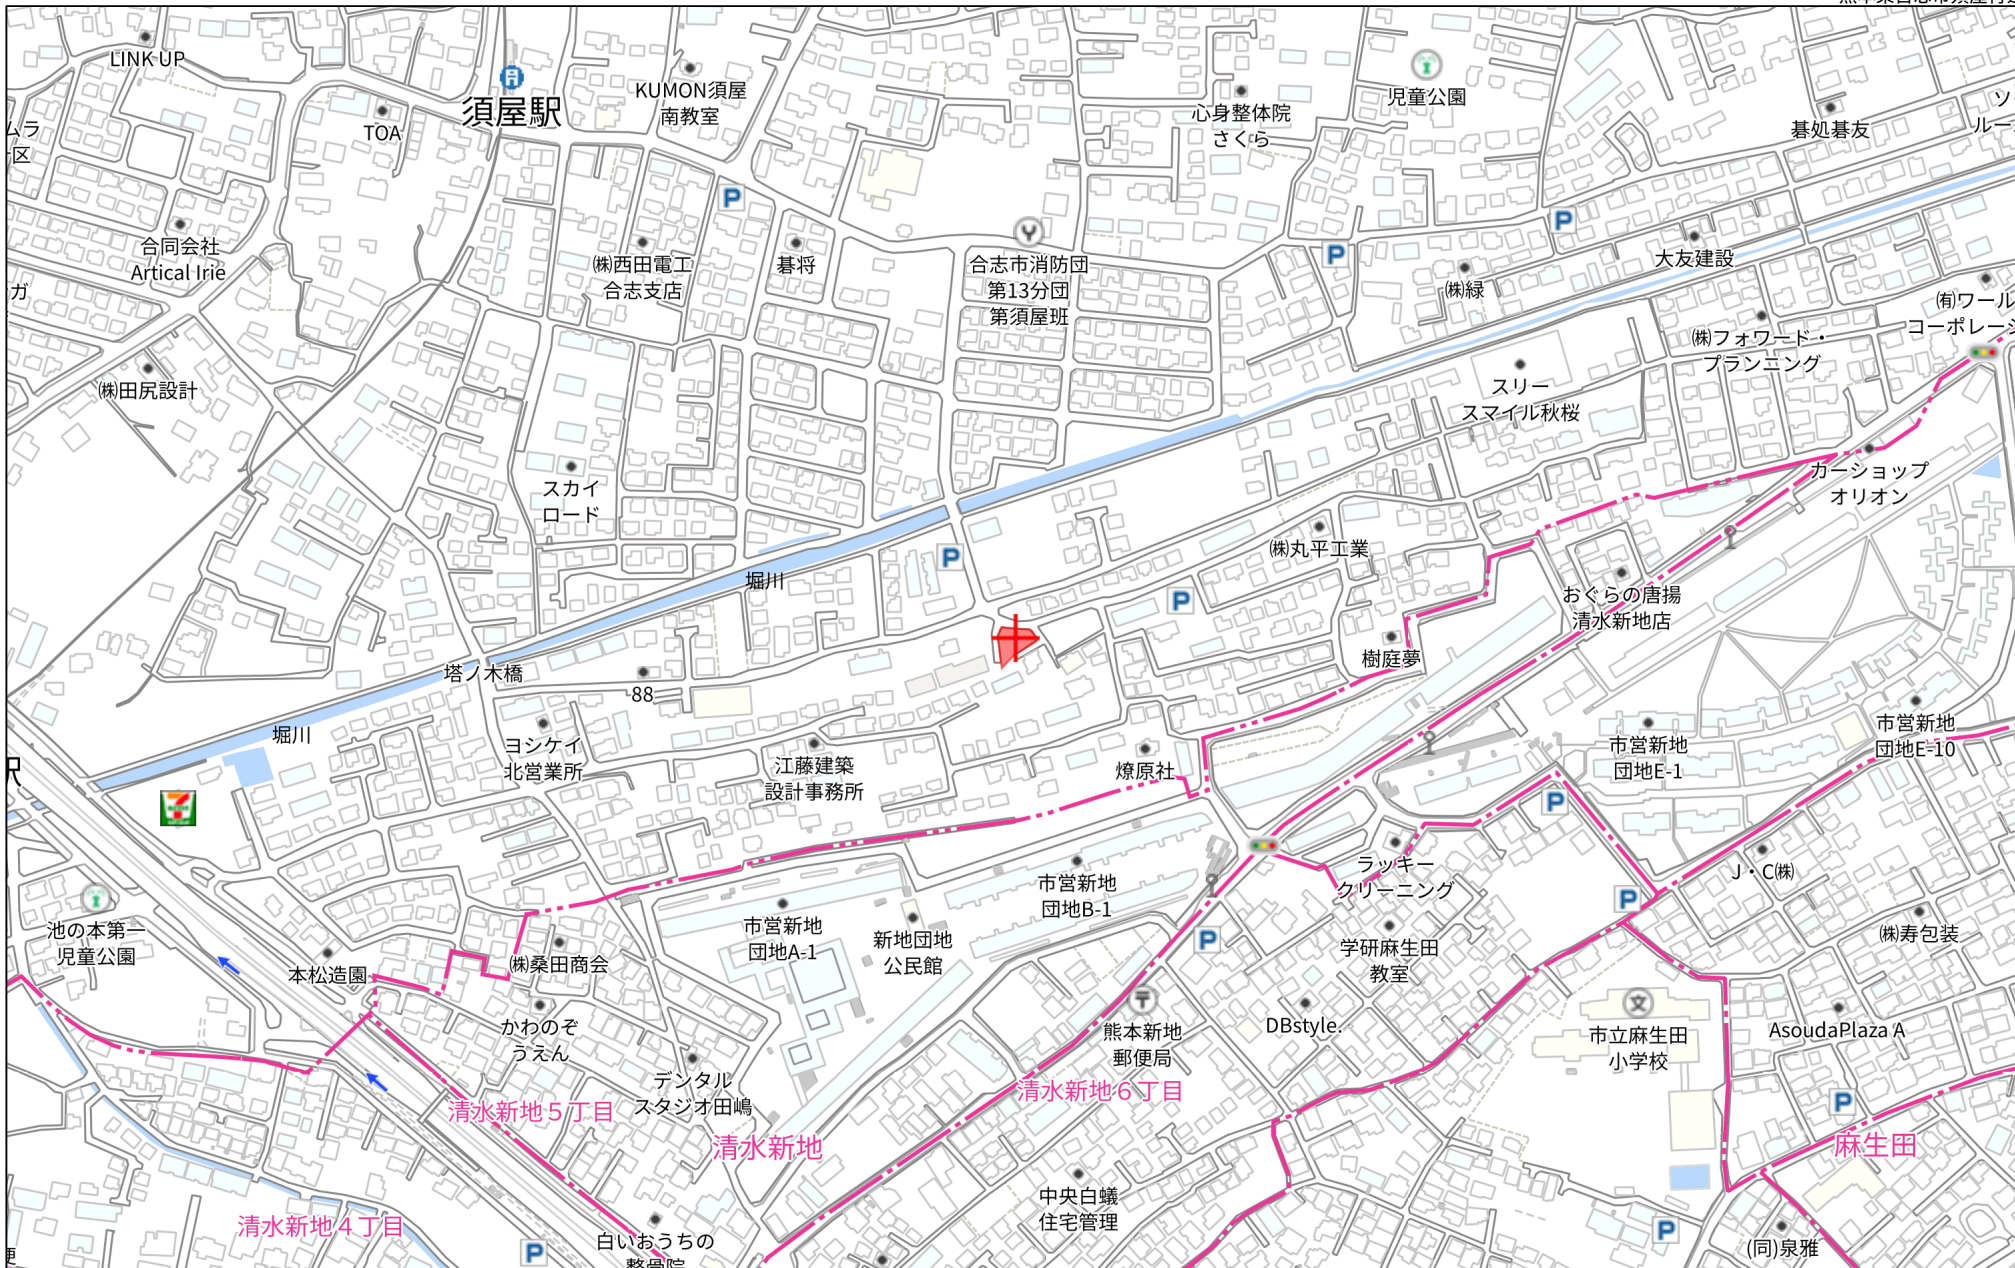 LINK UP
須屋駅
KUMON須屋
南教室
TOA
心身整体院
さくら
児童公園
碁処碁友
ムラ
区
合同会社
Artical Irie
㈱西田電工
合志支店
碁将
合志市消防団
第13分団
第須屋班
㈱緑
大友建設
㈲ワール
コーポレーシ
㈱フォワード・
プランニング
㈱田尻設計
スリー
スマイル秋桜
カーショップ
オリオン
スカイ
ロード
㈱丸平工業
堀川
おぐらの唐揚
清水新地店
樹庭夢
塔ノ木橋
88
堀川
ヨシケイ
北営業所
江藤建築
設計事務所
燎原社
市営新地
団地E-1
市営新地
団地E-10
ラッキー
クリーニング
J・C㈱
市営新地
団地B-1
市営新地
団地A-1
新地団地
公民館
池の本第一
児童公園
本松造園
㈱桑田商会
学研麻生田
教室
㈱寿包装
かわのぞ
うえん
熊本新地
郵便局
DBstyle.
市立麻生田
小学校
AsoudaPlaza A
デンタル
スタジオ田嶋
清水新地５丁目
清水新地６丁目
清水新地
麻生田
中央白蟻
住宅管理
清水新地４丁目
白いおうちの
整骨院
(同)泉雅